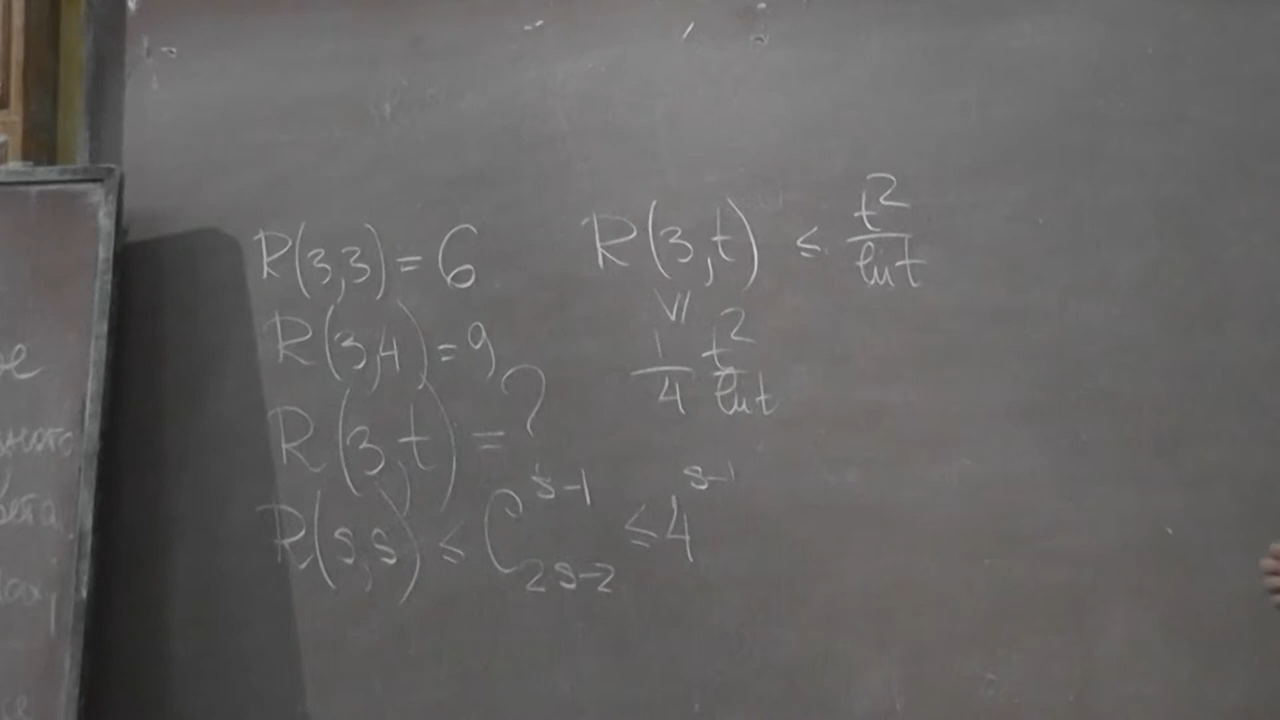 R(3,3) = 6
R(3,4) = 9
R(3,t) = ?
R(s,s) ≤ C_{2s-2}^{s-1} ≤ 4^{s-1}
R(3,t) ≤ t²/ln t
VI
1/4 t²/ln t